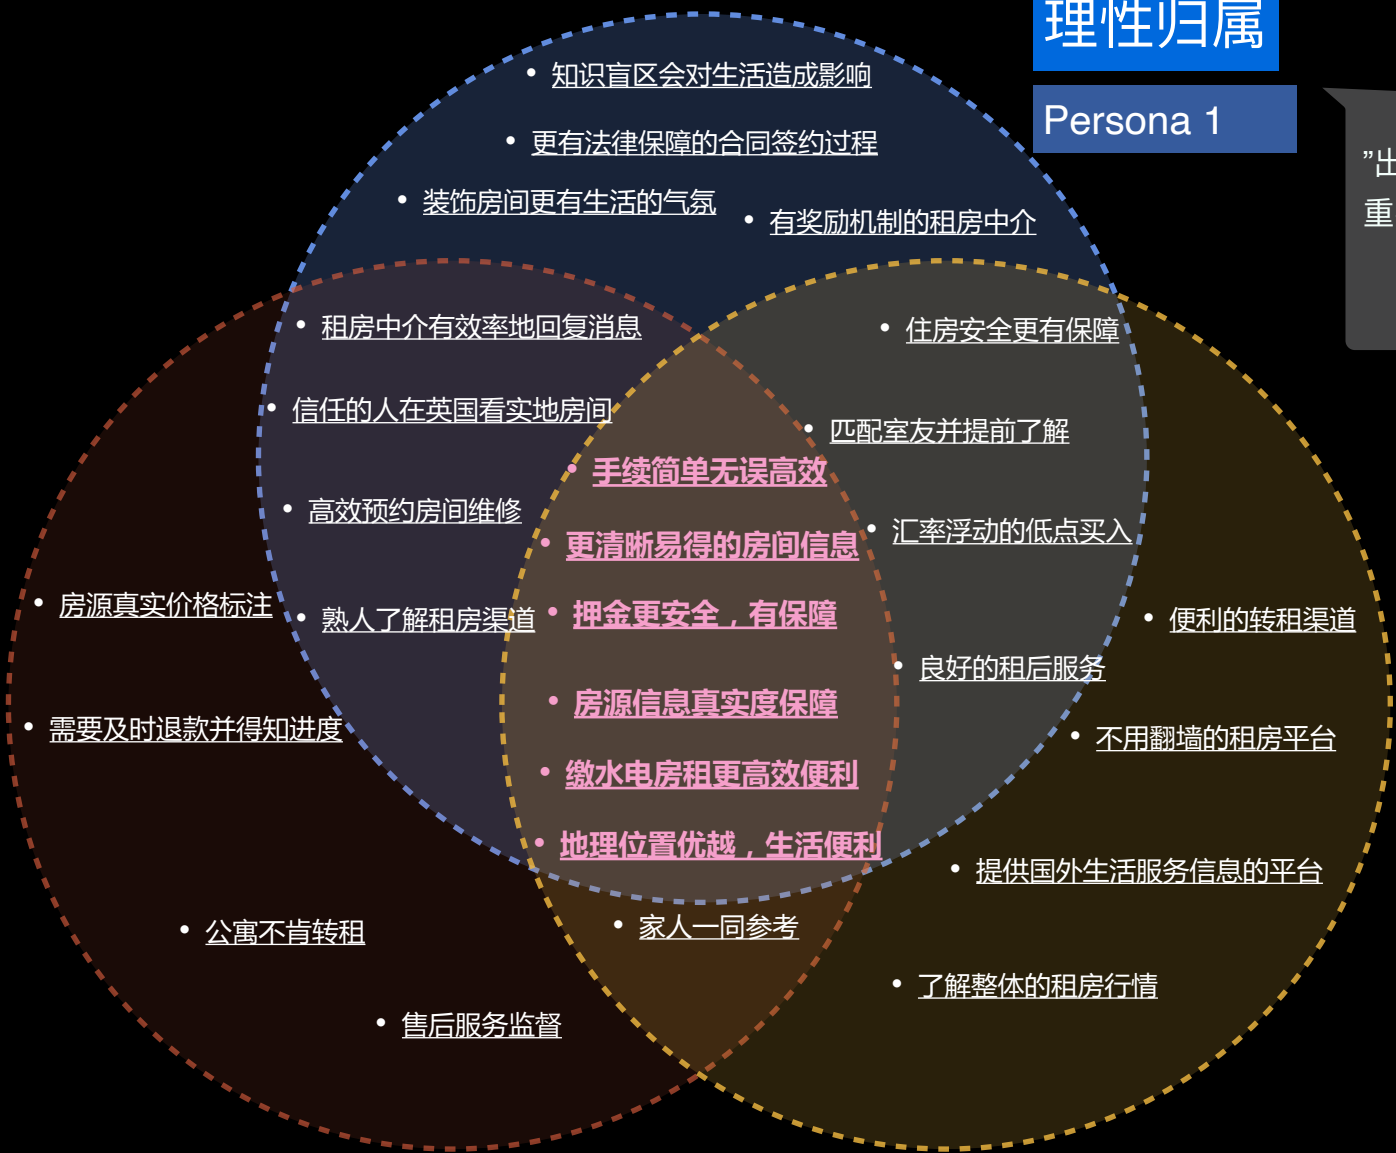 理性归属
知识盲区会对生活造成影响
Persona 1
更有法律保障的合同签约过程
”出
重
装饰房间更有生活的气氛
有奖励机制的租房中介
租房中介有效率地回复消息
住房安全更有保障
信任的人在英国看实地房间
匹配室友并提前了解
手续简单无误高效
高效预约房间维修
汇率浮动的低点买入
更清晰易得的房间信息
房源真实价格标注
熟人了解租房渠道
押金更安全，有保障
便利的转租渠道
良好的租后服务
房源信息真实度保障
需要及时退款并得知进度
不用翻墙的租房平台
缴水电房租更高效便利
地理位置优越，生活便利
提供国外生活服务信息的平台
家人一同参考
公寓不肯转租
了解整体的租房行情
售后服务监督